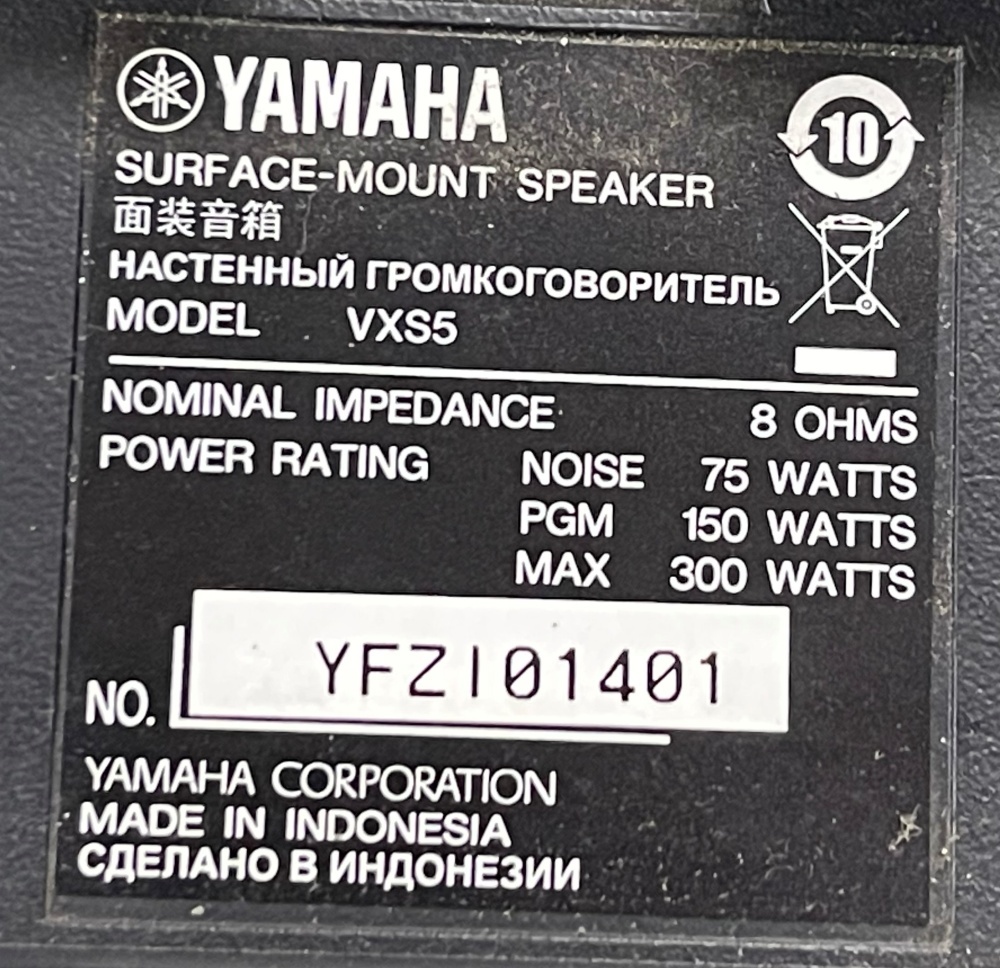 YAMAHA
10
SURFACE-MOUNT SPEAKER
面装音箱
НАСТЕННЫЙ ГРОМКОГОВОРИТЕЛЬ
MODEL VXS5
NOMINAL IMPEDANCE 8 OHMS
POWER RATING NOISE 75 WATTS
PGM 150 WATTS
MAX 300 WATTS
NO. YFZI01401
YAMAHA CORPORATION
MADE IN INDONESIA
СДЕЛАНО В ИНДОНЕЗИИ